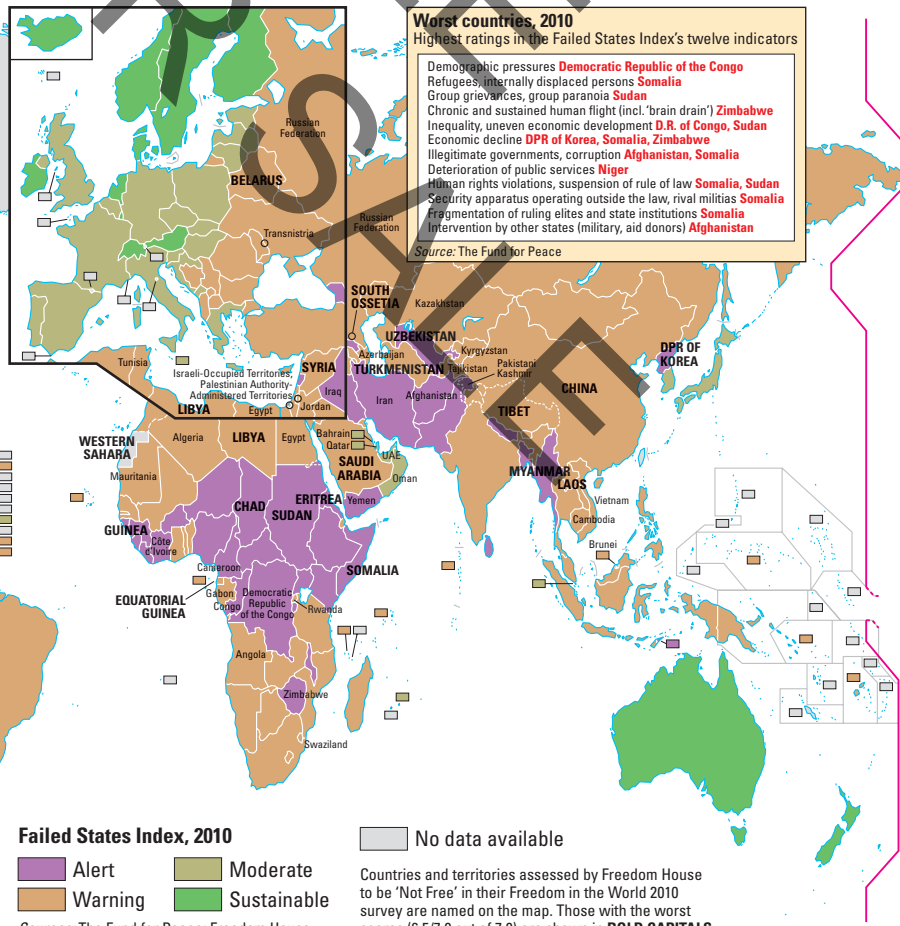 Worst countries, 2010
Highest ratings in the Failed States Index's twelve indicators
Demographic pressures Democratic Republic of the Congo
Refugees, internally displaced persons Somalia
Group grievances, group paranoia Sudan
Chronic and sustained human flight (incl. 'brain drain') Zimbabwe
Inequality, uneven economic development D.R. of Congo, Sudan
Economic decline DPR of Korea, Somalia, Zimbabwe
Illegitimate governments, corruption Afghanistan, Somalia
Deterioration of public services Niger
Human rights violations, suspension of rule of law Somalia, Sudan
Security apparatus operating outside the law, rival militias Somalia
Fragmentation of ruling elites and state institutions Somalia
Intervention by other states (military, aid donors) Afghanistan
Source: The Fund for Peace
Russian
Federation
BELARUS
Transnistria
Russian
Federation
SOUTH
OSSETIA
Kazakhstan
UZBEKISTAN
Azerbaijan
Kyrgyzstan
TURKMENISTAN
Tajikistan
Pakistani
Kashmir
DPR OF
KOREA
Tunisia
SYRIA
Israeli-Occupied Territories,
Palestinian Authority-
Administered Territories
Iraq
Iran
Afghanistan
CHINA
TIBET
LIBYA
Egypt
Jordan
WESTERN
SAHARA
Algeria
LIBYA
Egypt
Bahrain
Qatar
UAE
SAUDI
ARABIA
Oman
Mauritania
MYANMAR
LAOS
Vietnam
Cambodia
CHAD
SUDAN
ERITREA
Yemen
GUINEA
Côte
d'Ivoire
Brunei
Cameroon
SOMALIA
EQUATORIAL
GUINEA
Gabon
Congo
Democratic
Republic
of the Congo
Rwanda
Angola
Zimbabwe
Swaziland
Failed States Index, 2010
Alert
Moderate
Warning
Sustainable
No data available
Countries and territories assessed by Freedom House
to be 'Not Free' in their Freedom in the World 2010
survey are named on the map. Those with the worst